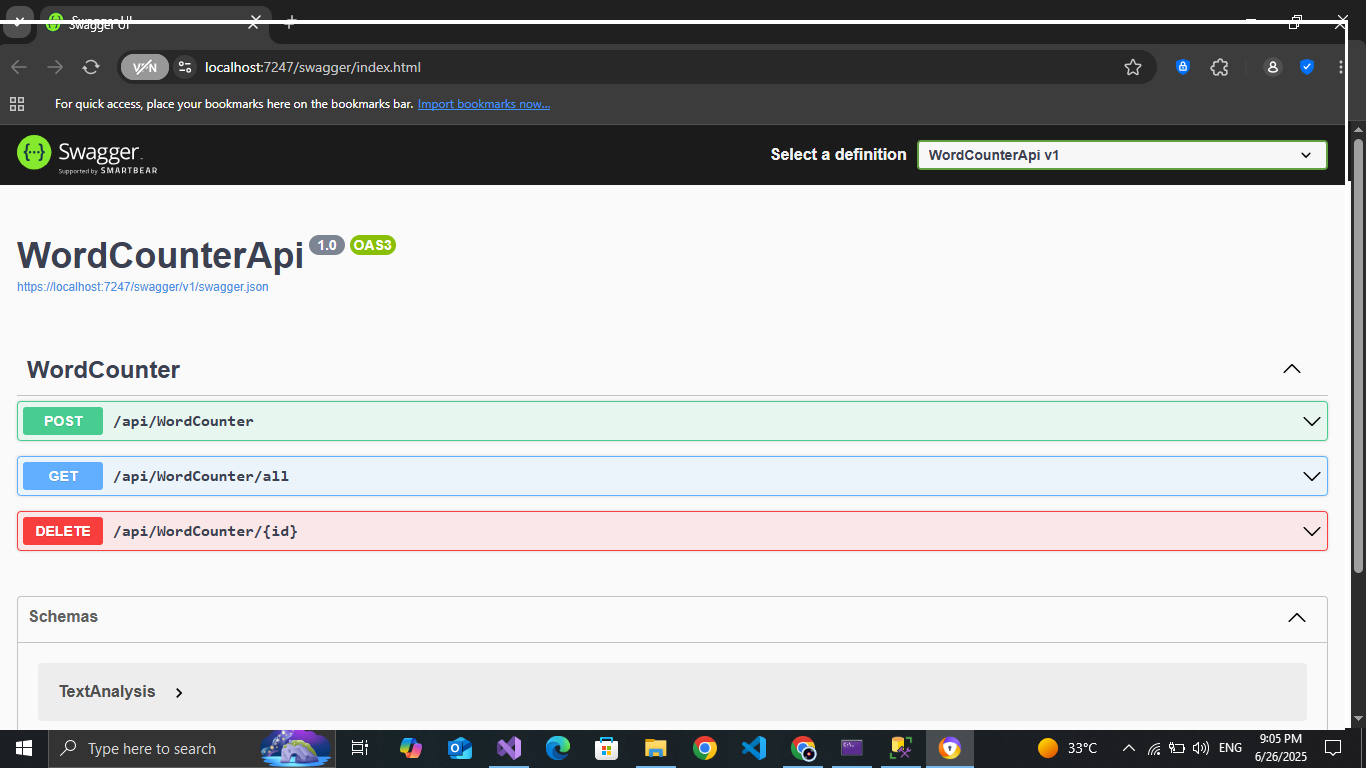 Swagger UI
VPN
localhost:7247/swagger/index.html
For quick access, place your bookmarks here on the bookmarks bar. Import bookmarks now...
Swagger.
Supported by SMARTBEAR
Select a definition
WordCounterApi v1
WordCounterApi 1.0 OAS3
https://localhost:7247/swagger/v1/swagger.json
WordCounter
POST /api/WordCounter
GET /api/WordCounter/all
DELETE /api/WordCounter/{id}
Schemas
TextAnalysis
Type here to search
33°C
ENG
9:05 PM
6/26/2025